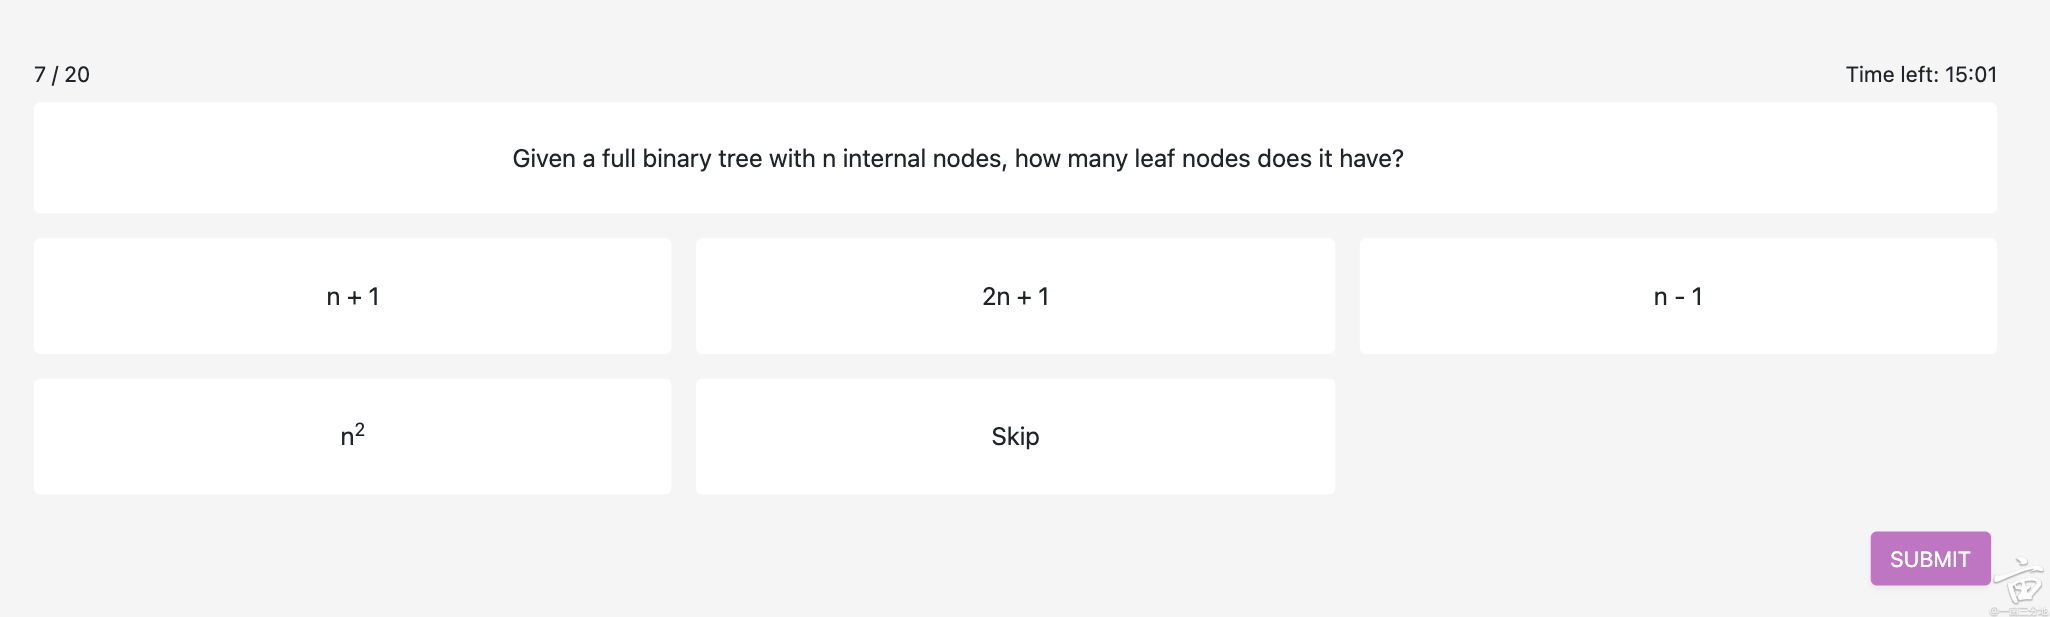 7 / 20
Time left: 15:01
Given a full binary tree with n internal nodes, how many leaf nodes does it have?
n + 1
2n + 1
n - 1
n²
Skip
SUBMIT